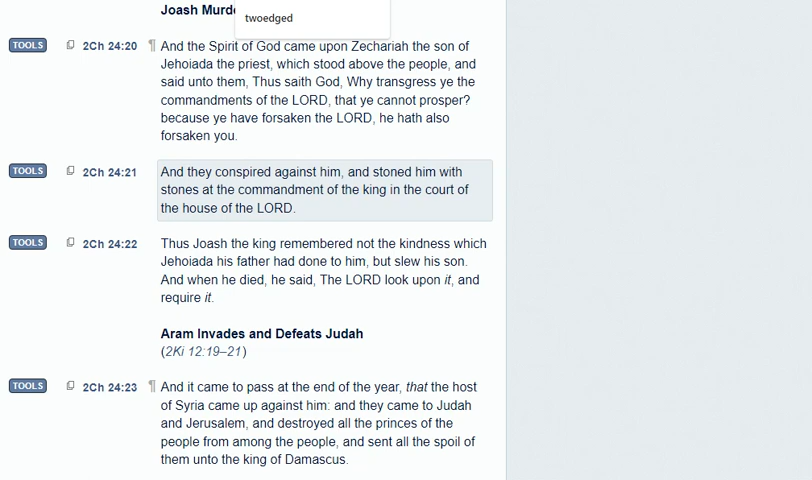 Joash Murd
twoedged
TOOLS 2Ch 24:20 ¶ And the Spirit of God came upon Zechariah the son of
Jehoiada the priest, which stood above the people, and
said unto them, Thus saith God, Why transgress ye the
commandments of the LORD, that ye cannot prosper?
because ye have forsaken the LORD, he hath also
forsaken you.
TOOLS 2Ch 24:21 And they conspired against him, and stoned him with
stones at the commandment of the king in the court of
the house of the LORD.
TOOLS 2Ch 24:22 Thus Joash the king remembered not the kindness which
Jehoiada his father had done to him, but slew his son.
And when he died, he said, The LORD look upon it, and
require it.
Aram Invades and Defeats Judah
(2Ki 12:19–21)
TOOLS 2Ch 24:23 ¶ And it came to pass at the end of the year, that the host
of Syria came up against him: and they came to Judah
and Jerusalem, and destroyed all the princes of the
people from among the people, and sent all the spoil of
them unto the king of Damascus.